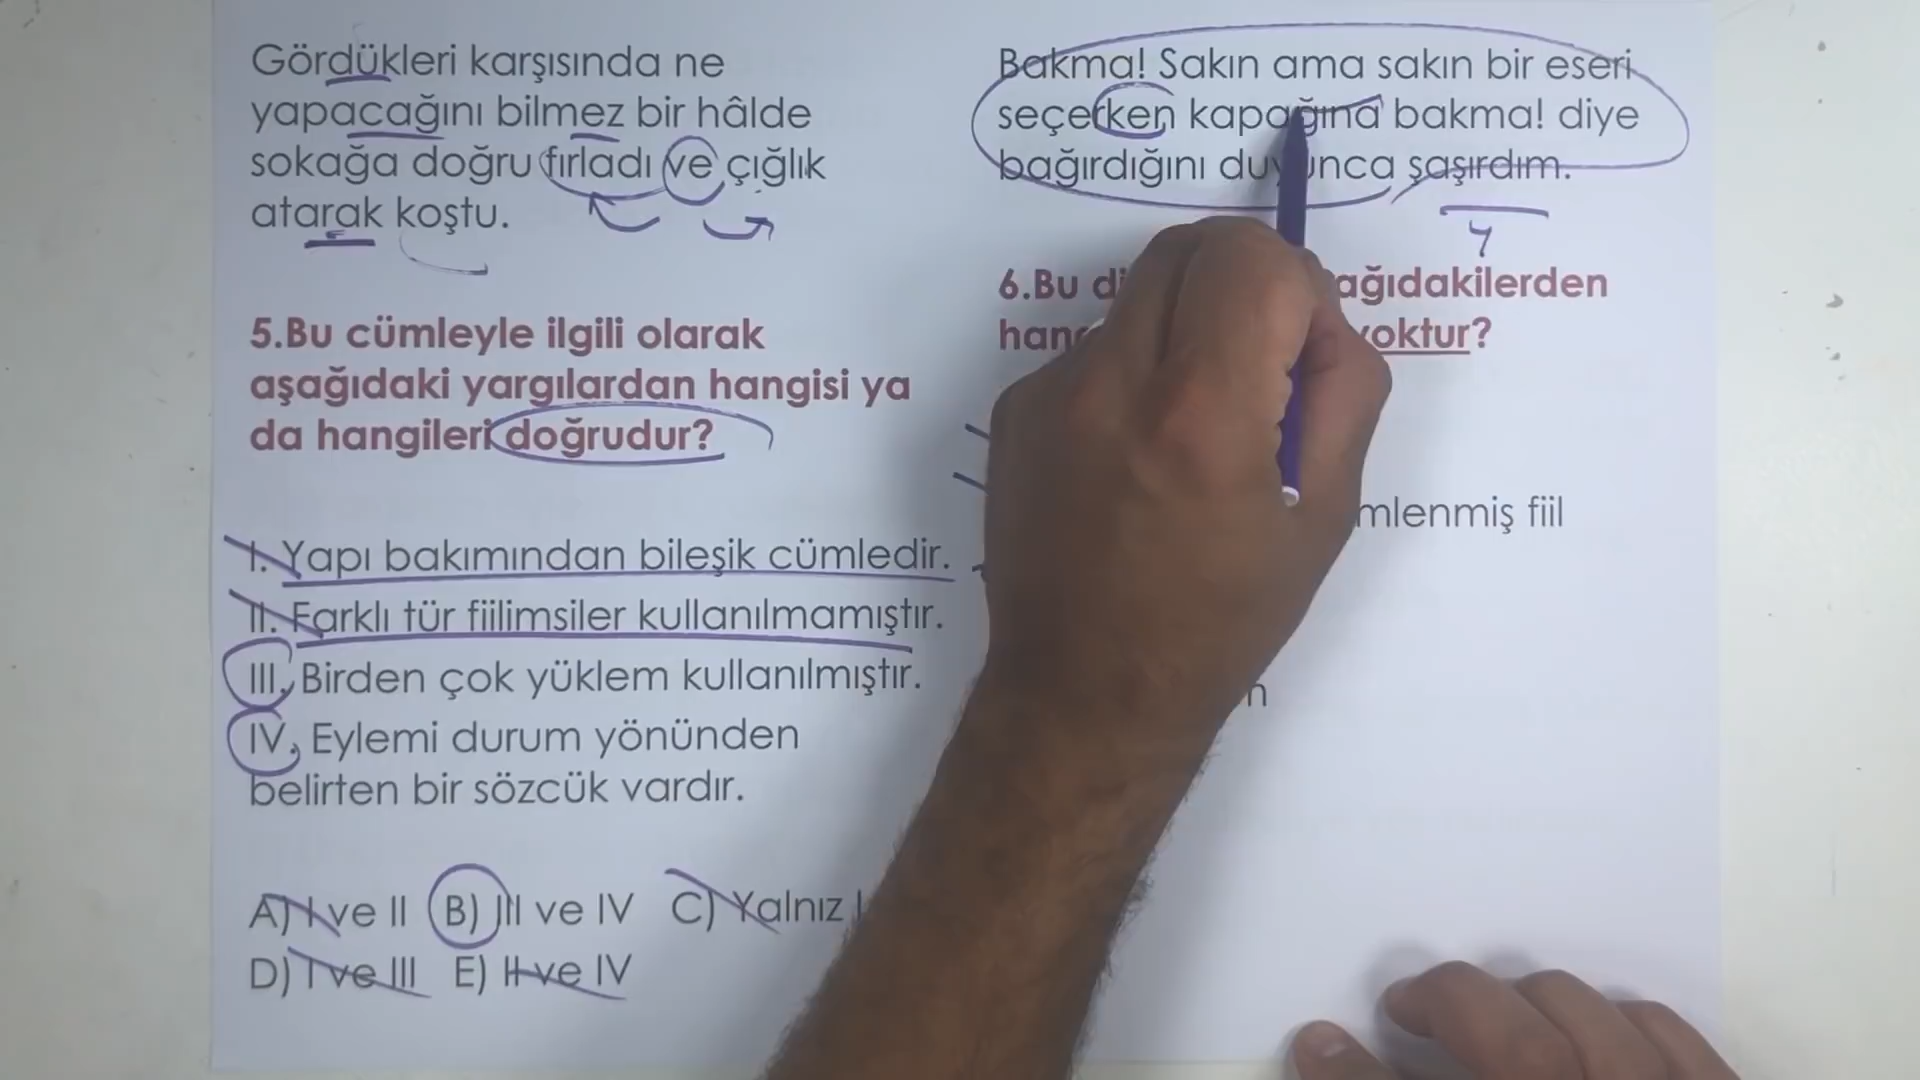 Gördükleri karşısında ne
yapacağını bilmez bir hâlde
sokağa doğru fırladı ve çığlık
atarak koştu.
5.Bu cümleyle ilgili olarak
aşağıdaki yargılardan hangisi ya
da hangileri doğrudur?
I. Yapı bakımından bileşik cümledir.
II. Farklı tür fiilimsiler kullanılmamıştır.
III. Birden çok yüklem kullanılmıştır.
IV. Eylemi durum yönünden
belirten bir sözcük vardır.
A) I ve II B) III ve IV C) Yalnız
D) I ve III E) II ve IV
Bakma! Sakın ama sakın bir eseri
seçerken kapağına bakma! diye
bağırdığını duyunca şaşırdım.
y
6.Bu
yoktur?
fiil